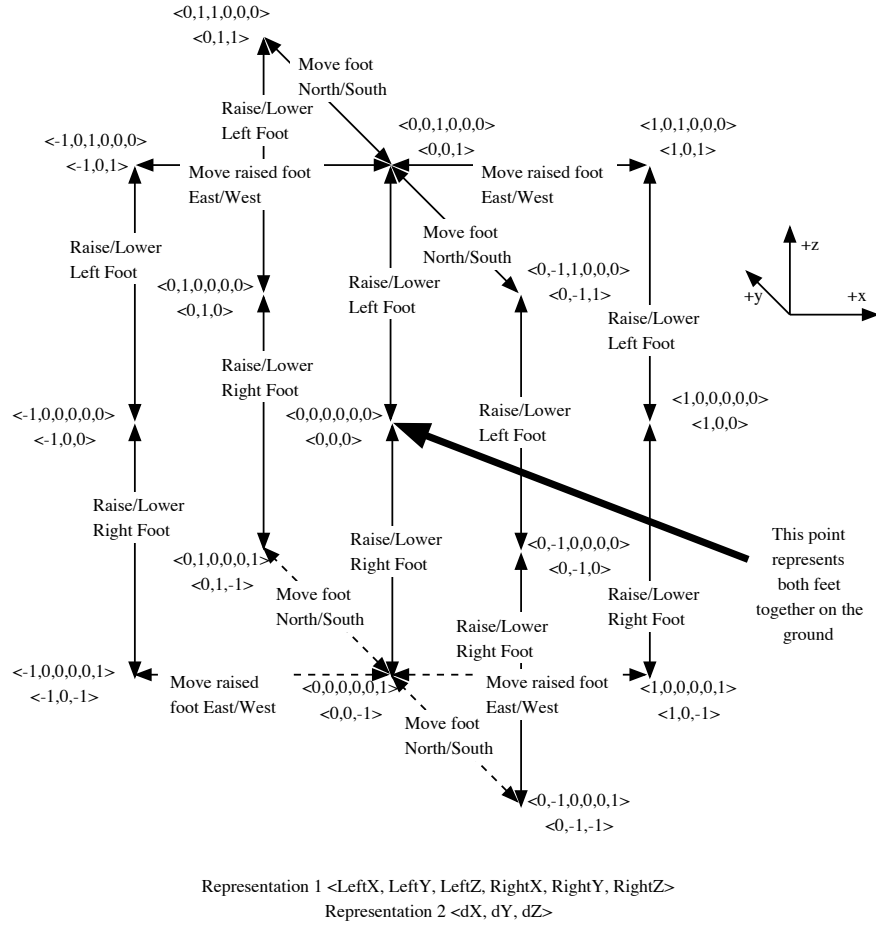 <0,1,1,0,0,0>
<0,1,1>
Move foot
North/South
Raise/Lower
Left Foot
<-1,0,1,0,0,0>
<-1,0,1>
<0,0,1,0,0,0>
<0,0,1>
<1,0,1,0,0,0>
<1,0,1>
Move raised foot
East/West
Move raised foot
East/West
Move foot
North/South
Raise/Lower
Left Foot
<0,1,0,0,0,0>
<0,1,0>
Raise/Lower
Left Foot
<0,-1,1,0,0,0>
<0,-1,1>
Raise/Lower
Left Foot
+z
+y
+x
Raise/Lower
Right Foot
<-1,0,0,0,0,0>
<-1,0,0>
<0,0,0,0,0,0>
<0,0,0>
Raise/Lower
Left Foot
<1,0,0,0,0,0>
<1,0,0>
Raise/Lower
Right Foot
Raise/Lower
Right Foot
<0,-1,0,0,0,0>
<0,-1,0>
This point
represents
both feet
together on the
ground
<0,1,0,0,0,1>
<0,1,-1>
Move foot
North/South
Raise/Lower
Right Foot
Raise/Lower
Right Foot
<-1,0,0,0,0,1>
<-1,0,-1>
Move raised
foot East/West
<0,0,0,0,0,1>
<0,0,-1>
Move raised foot
East/West
<1,0,0,0,0,1>
<1,0,-1>
Move foot
North/South
<0,-1,0,0,0,1>
<0,-1,-1>
Representation 1 <LeftX, LeftY, LeftZ, RightX, RightY, RightZ>
Representation 2 <dX, dY, dZ>